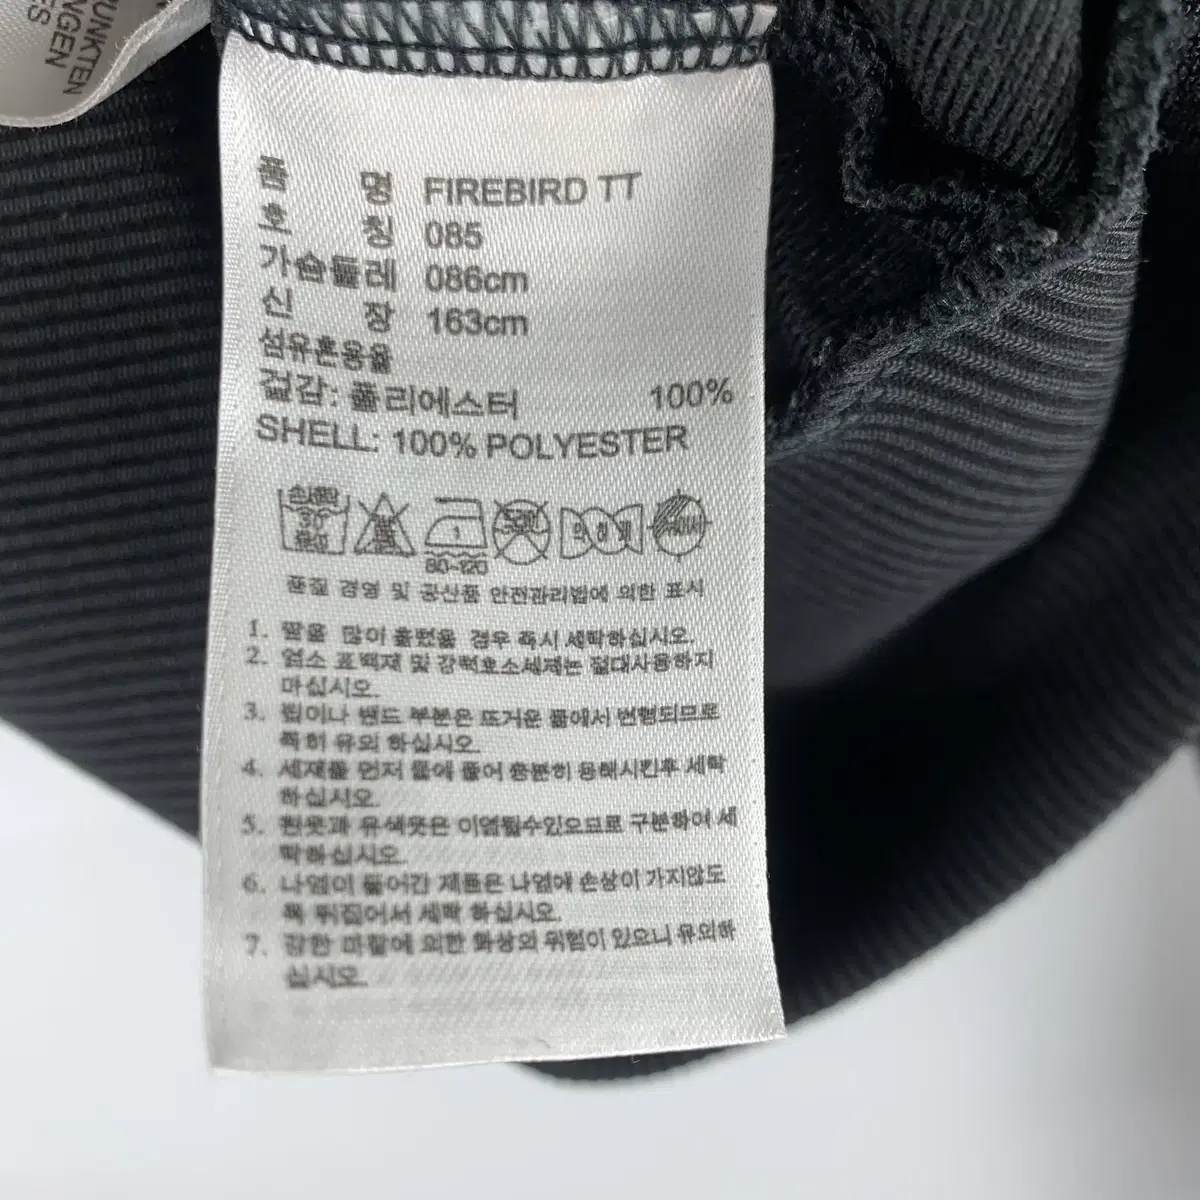 UNKTEN
NGEN
ES
품 명 FIREBIRD TT
호 칭 085
가슴둘레 086cm
신 장 163cm
섬유혼용율
겉감: 폴리에스터 100%
SHELL: 100% POLYESTER
손세탁
30
중성
1
80~120
품질 경영 및 공산품 안전관리법에 의한 표시
1. 땀을 많이 흘렸을 경우 즉시 세탁하십시오.
2. 염소 표백제 및 강력효소세제는 절대사용하지
마십시오.
3. 립이나 밴드 부분은 뜨거운 물에서 변형되므로
특히 유의 하십시오.
4. 세제를 먼저 물에 풀어 충분히 용해시킨후 세탁
하십시오.
5. 흰옷과 유색옷은 이염될수있으므로 구분하여 세
탁하십시오.
6. 나염이 들어간 제품은 나염에 손상이 가지않도
록 뒤집어서 세탁 하십시오.
7. 강한 마찰에 의한 화상의 위험이 있으니 유의하
십시오.